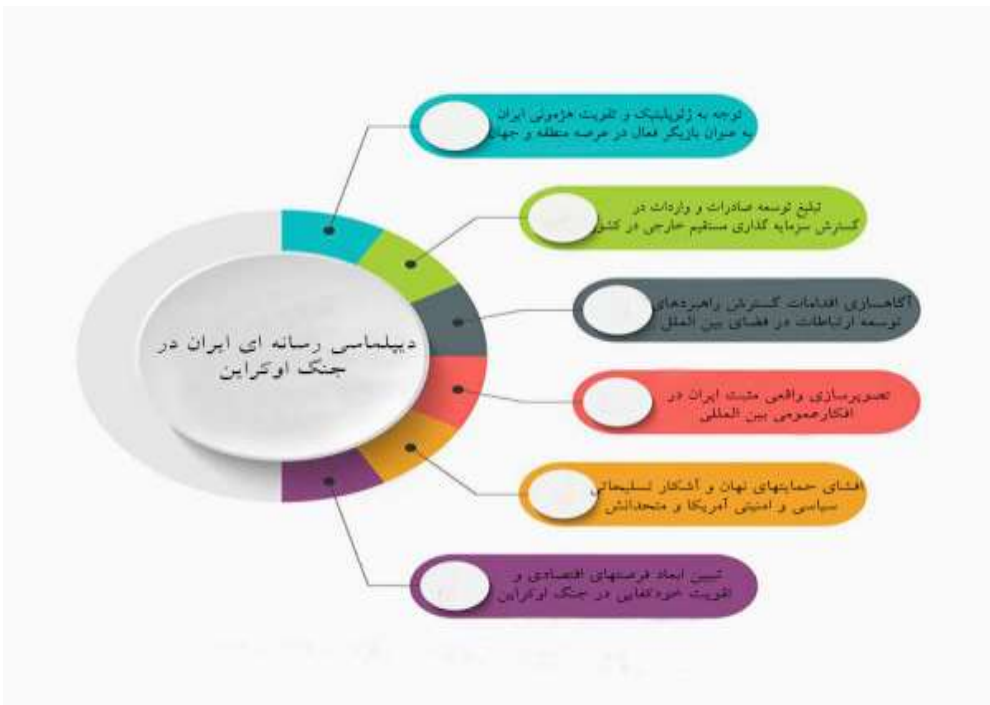 توجه به ژئوپلیتیک و تقویت هژمونی ایران
به عنوان بازیگر فعال در عرصه منطقه و جهان
تبلیغ توسعه صادرات و واردات در
گسترش سرمایه گذاری مستقیم خارجی در کشور
آگاهسازی اقدامات گسترش راهبردهای
توسعه ارتباطات در فضای بین الملل
دیپلماسی رسانه ای ایران در
جنگ اوکراین
تصویرسازی واقعی مثبت ایران در
افکارعمومی بین المللی
افشای حمایتهای نهان و آشکار تسلیحاتی
سیاسی و امنیتی آمریکا و متحدانش
تبیین ابعاد فرصتهای اقتصادی و
تقویت خودکفایی در جنگ اوکراین